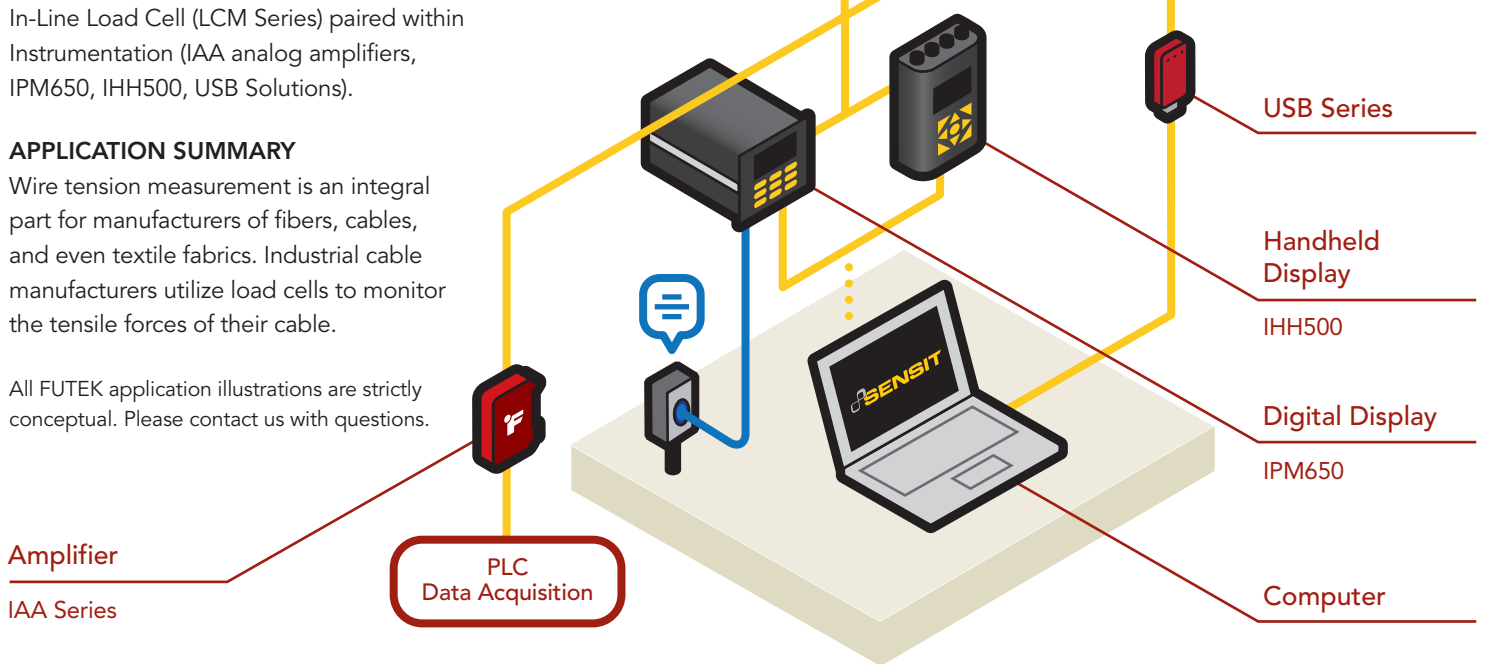 In-Line Load Cell (LCM Series) paired within
Instrumentation (IAA analog amplifiers,
IPM650, IHH500, USB Solutions).
APPLICATION SUMMARY
Wire tension measurement is an integral
part for manufacturers of fibers, cables,
and even textile fabrics. Industrial cable
manufacturers utilize load cells to monitor
the tensile forces of their cable.
All FUTEK application illustrations are strictly
conceptual. Please contact us with questions.
Amplifier
IAA Series
PLC
Data Acquisition
SENSIT
USB Series
Handheld
Display
IHH500
Digital Display
IPM650
Computer